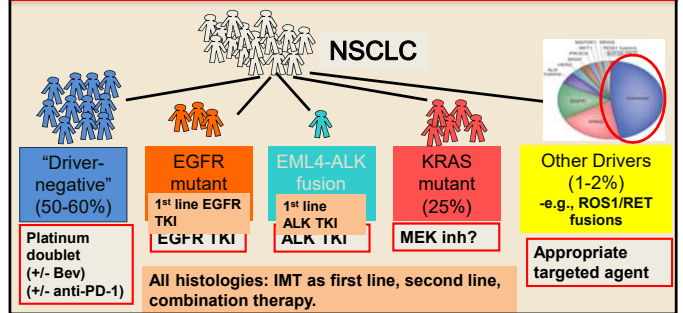 NSCLC
"Driver-
negative"
(50-60%)
EGFR
mutant
1st line EGFR
TKI
EGFR TKI
EML4-ALK
fusion
1st line
ALK TKI
ALK TKI
KRAS
mutant
(25%)
MEK inh?
Other Drivers
(1-2%)
-e.g., ROS1/RET
fusions
Platinum
doublet
(+/- Bev)
(+/- anti-PD-1)
Appropriate
targeted agent
All histologies: IMT as first line, second line,
combination therapy.